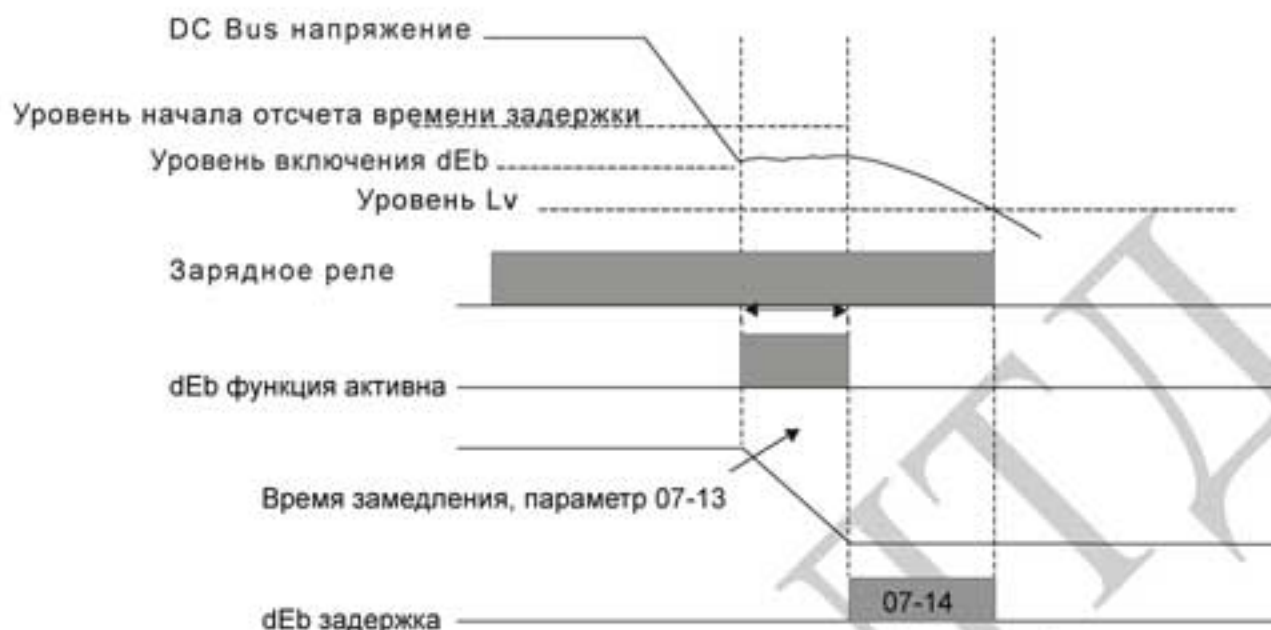 DC Bus напряжение
Уровень начала отсчета времени задержки
Уровень включения dEb
Уровень Lv
Зарядное реле
dEb функция активна
Время замедления, параметр 07-13
07-14
dEb задержка
НТД